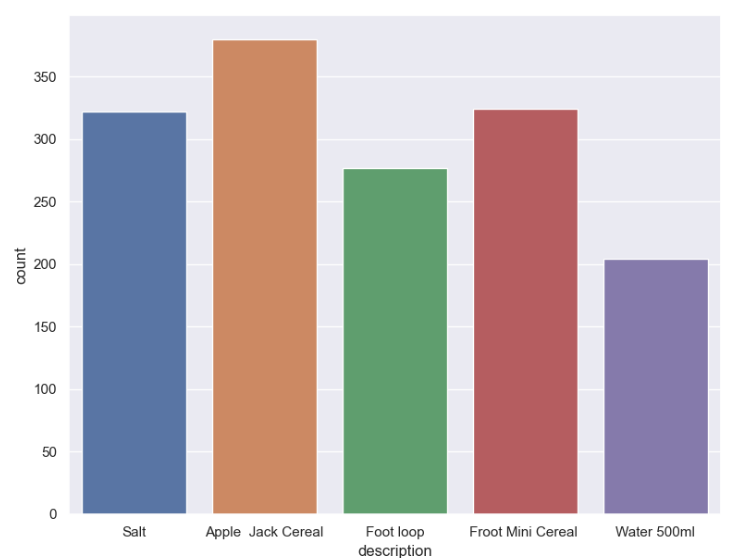 350
300
250
200
150
100
50
0
count
Salt
Apple  Jack Cereal
Foot loop
Froot Mini Cereal
Water 500ml
description